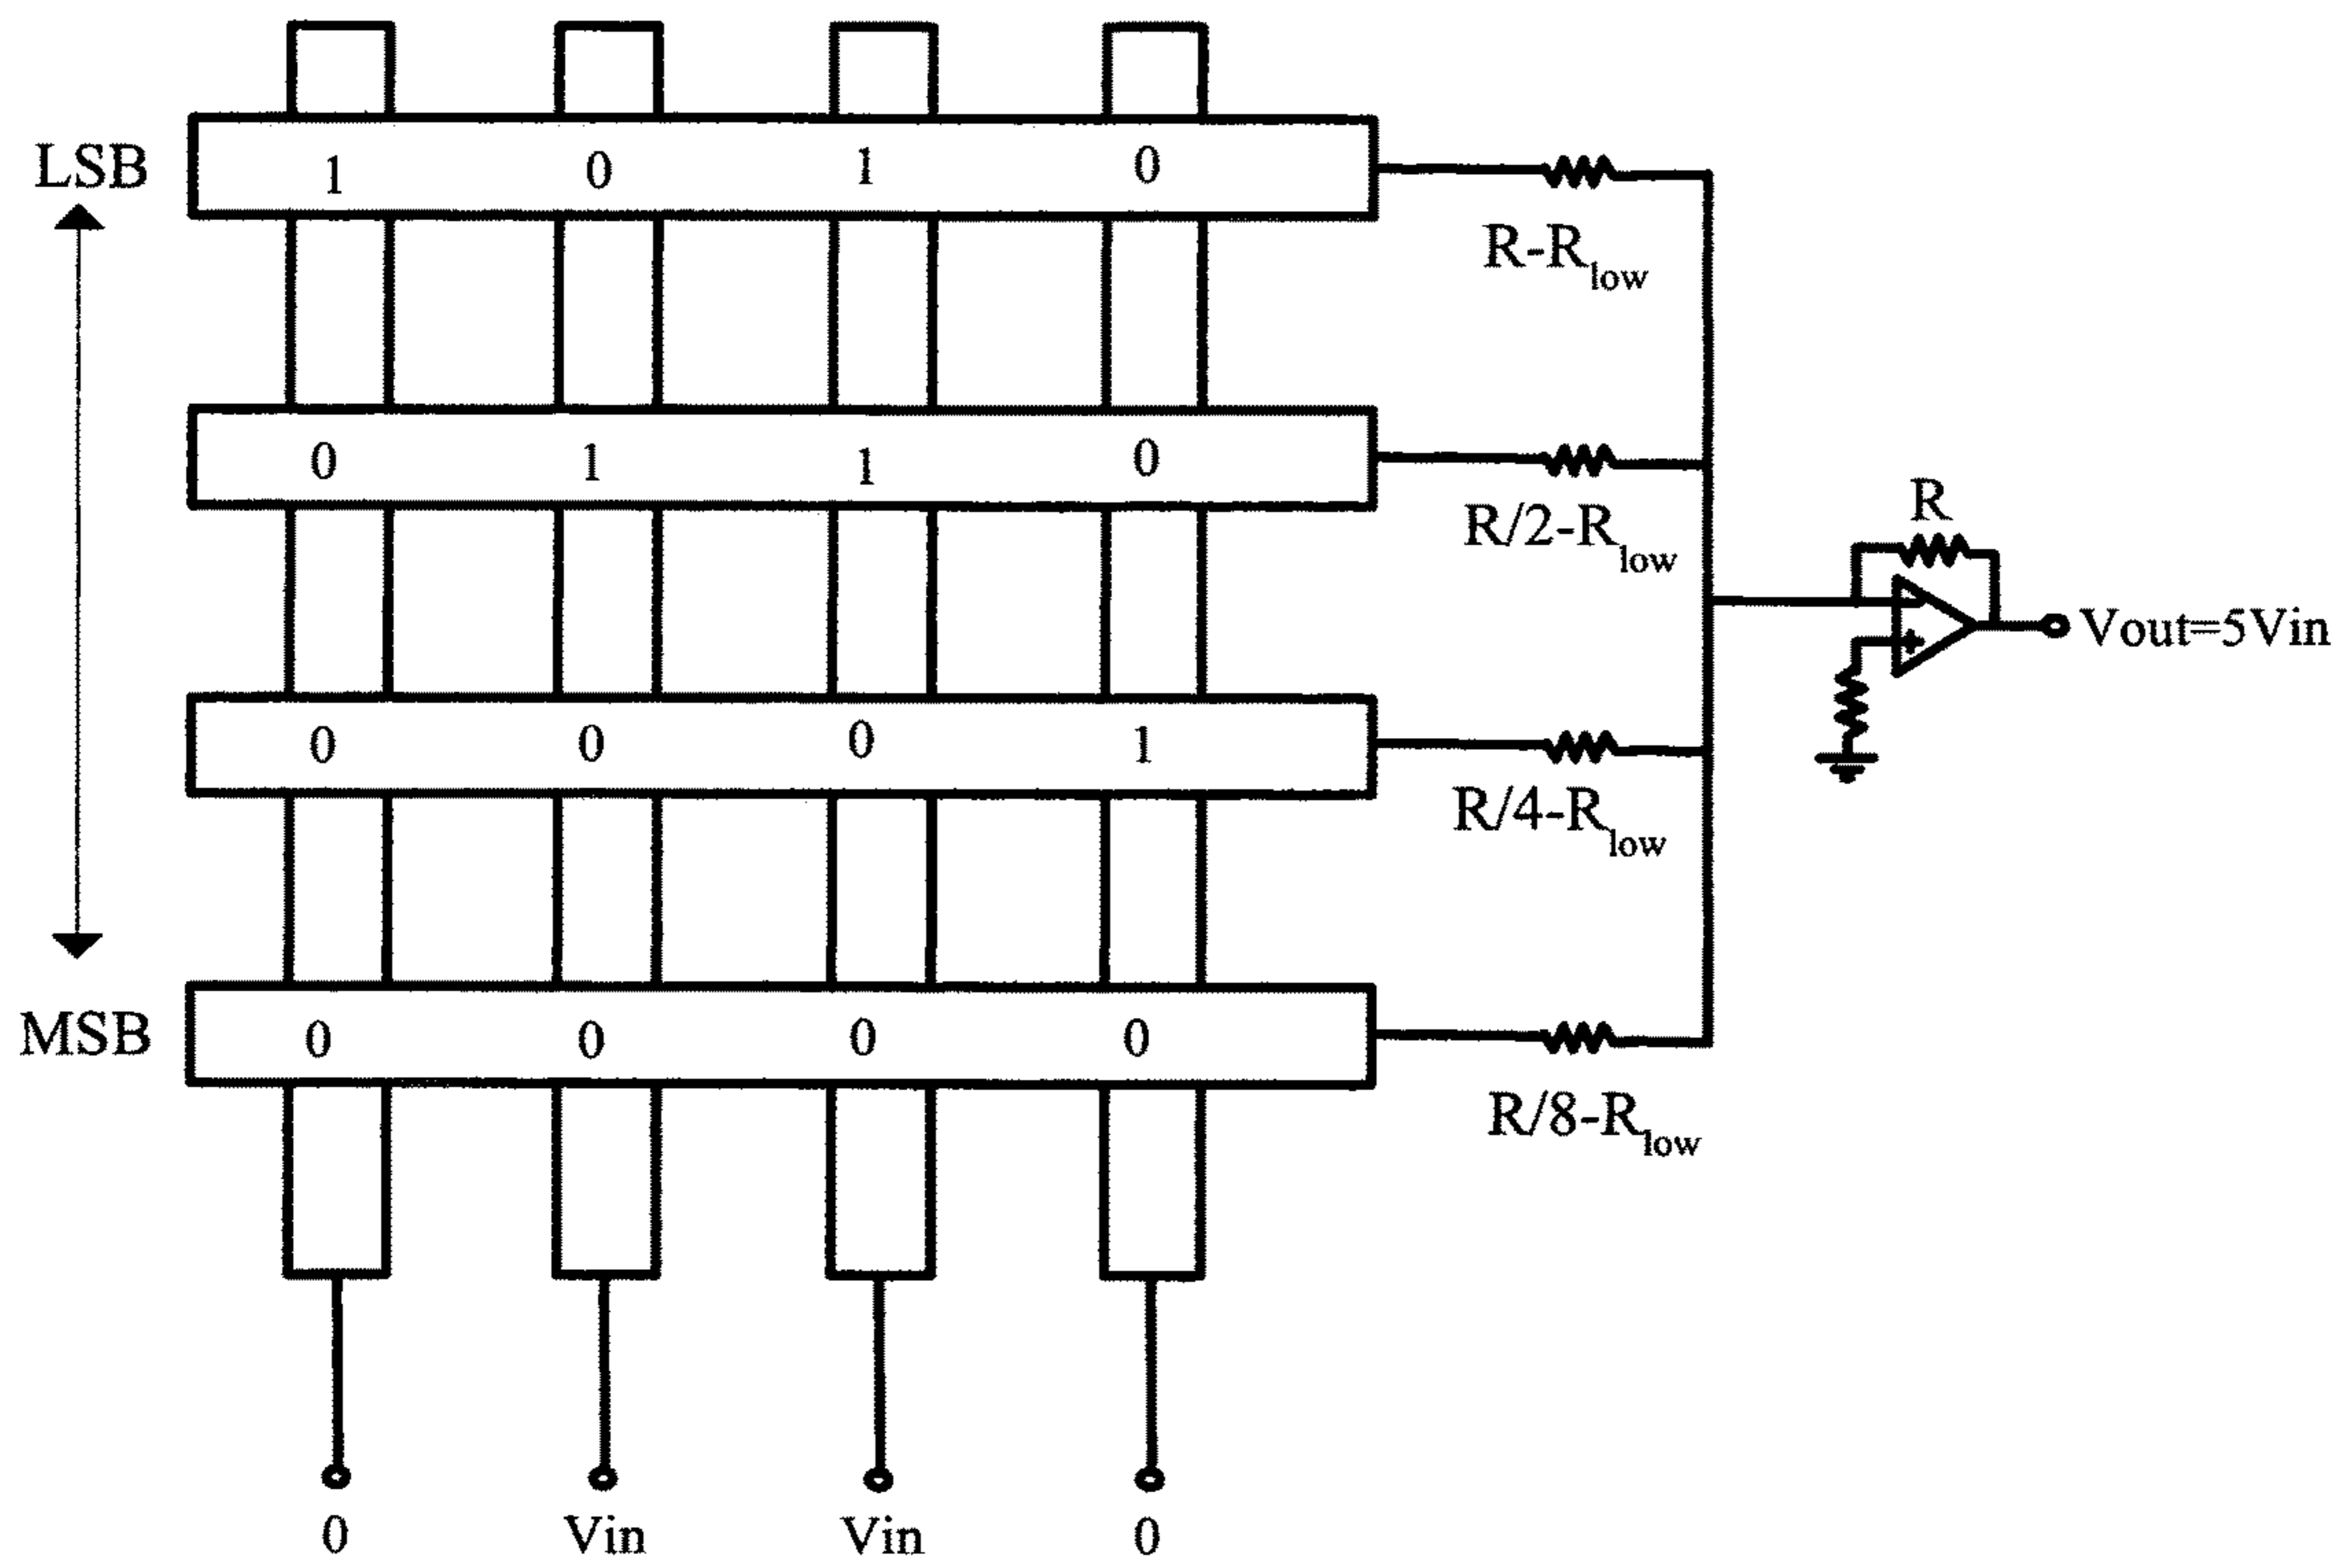 LSB 1 0 1 0
R-Rlow
0 1 1 0
R/2-Rlow
R
Vout=5Vin
- +
0 0 0 1
R/4-Rlow
MSB 0 0 0 0
R/8-Rlow
0 Vin Vin 0